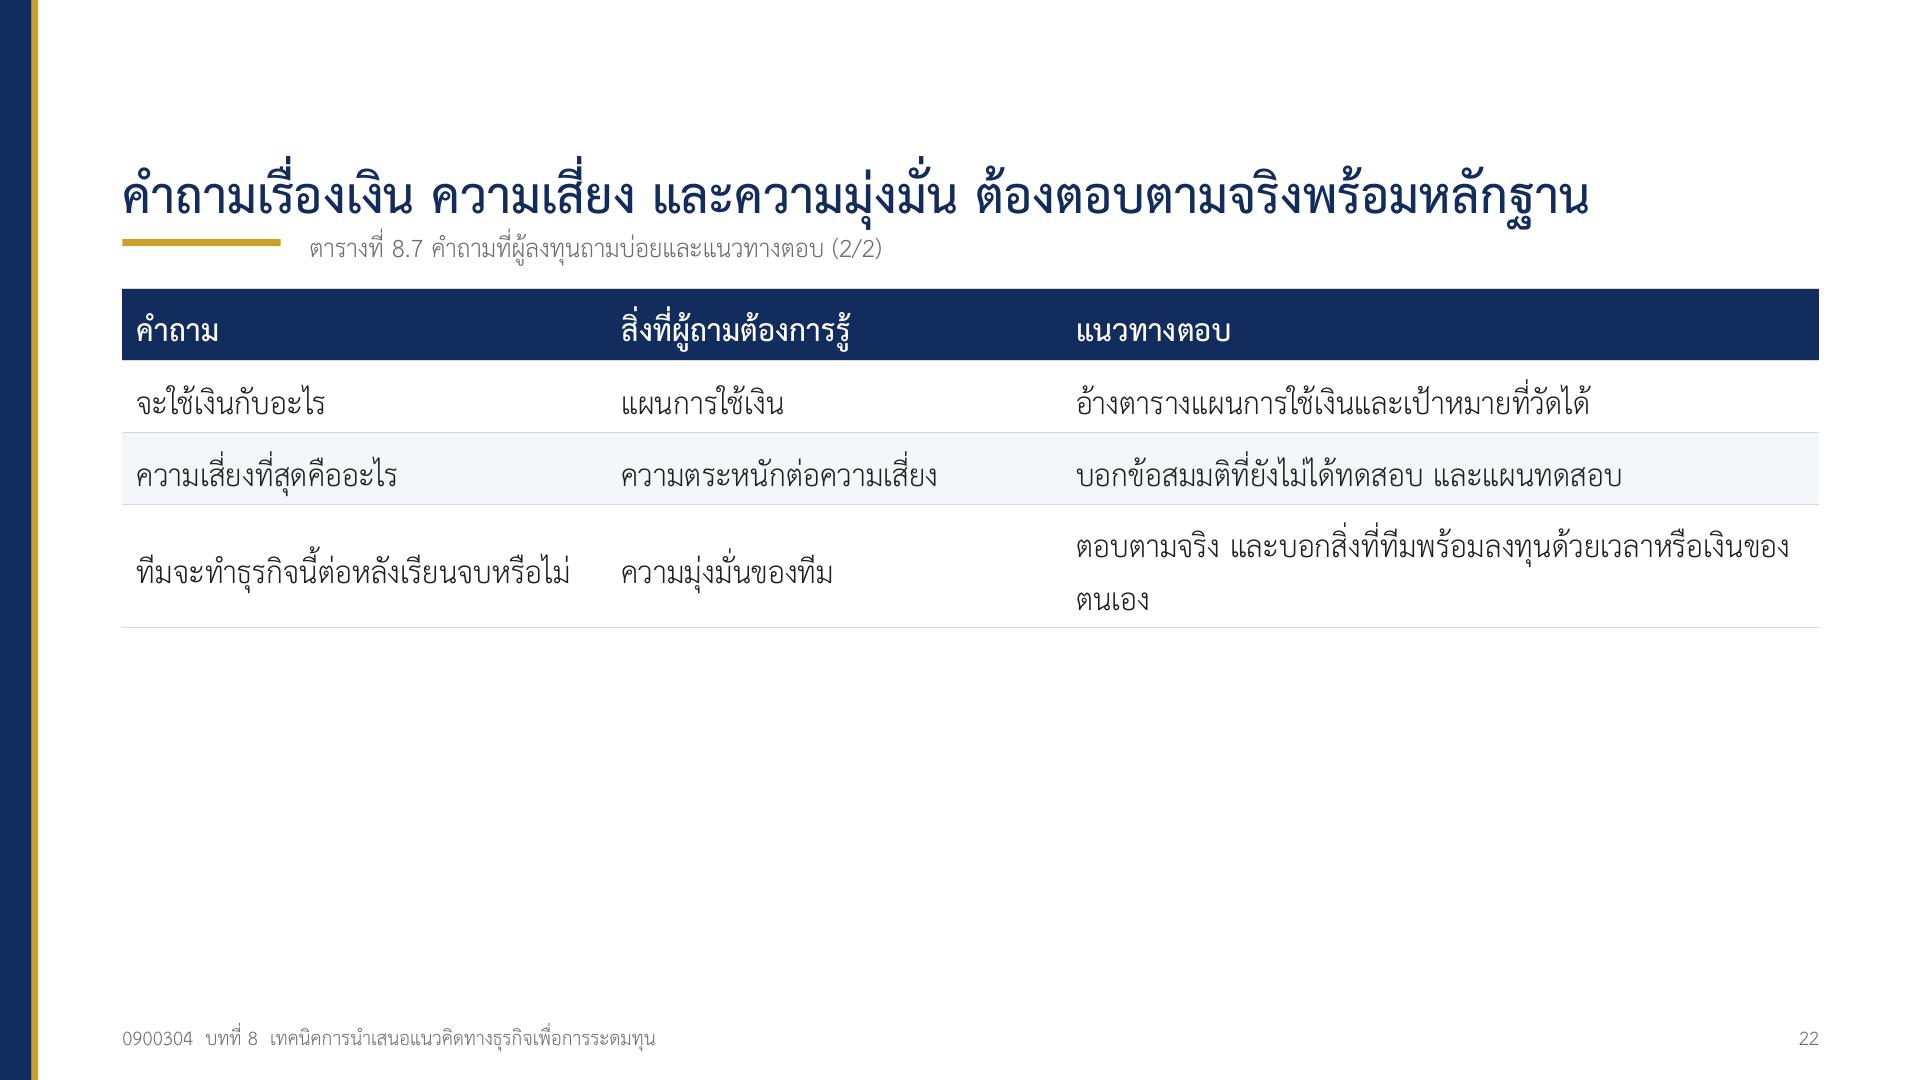 คำถามเรื่องเงิน ความเสี่ยง และความมุ่งมั่น ต้องตอบตามจริงพร้อมหลักฐาน
ตารางที่ 8.7 คำถามที่ผู้ลงทุนถามบ่อยและแนวทางตอบ (2/2)
คำถาม สิ่งที่ผู้ถามต้องการรู้ แนวทางตอบ
จะใช้เงินกับอะไร แผนการใช้เงิน อ้างตารางแผนการใช้เงินและเป้าหมายที่วัดได้
ความเสี่ยงที่สุดคืออะไร ความตระหนักต่อความเสี่ยง บอกข้อสมมติที่ยังไม่ได้ทดสอบ และแผนทดสอบ
ทีมจะทำธุรกิจนี้ต่อหลังเรียนจบหรือไม่ ความมุ่งมั่นของทีม ตอบตามจริง และบอกสิ่งที่ทีมพร้อมลงทุนด้วยเวลาหรือเงินของ
ตนเอง
0900304 บทที่ 8 เทคนิคการนำเสนอแนวคิดทางธุรกิจเพื่อการระดมทุน 22